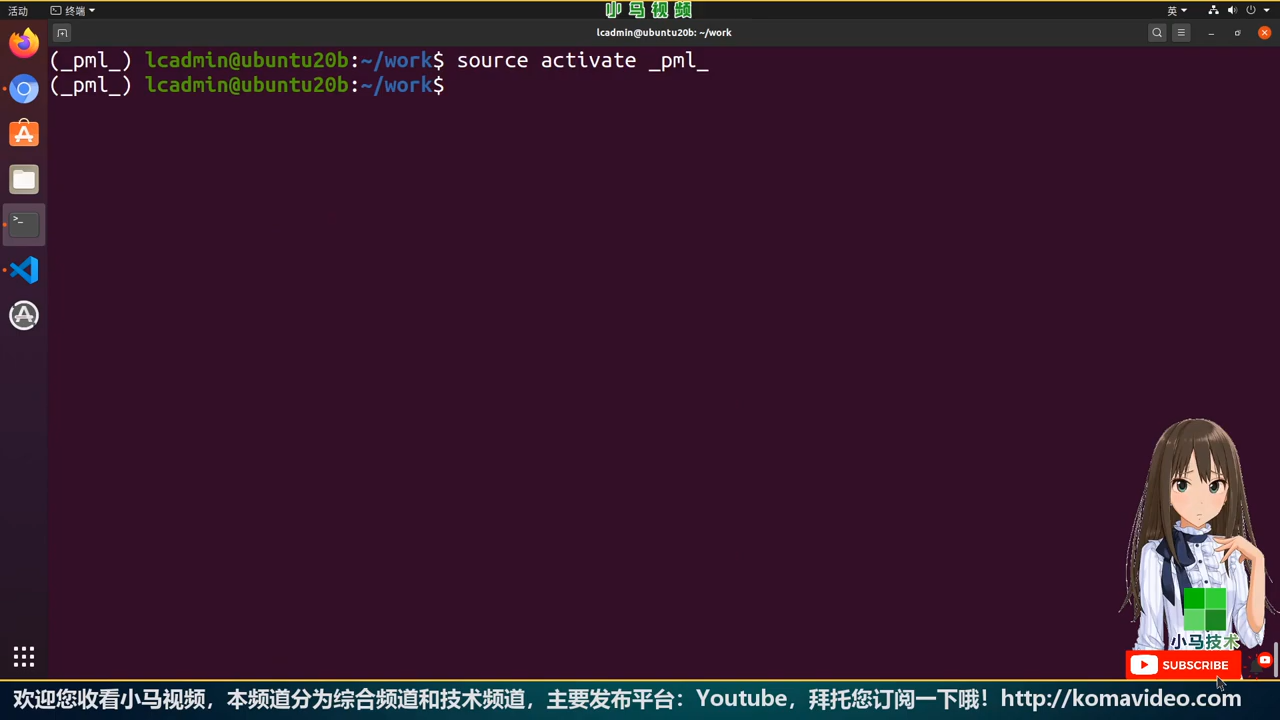 活动
终端
小马视频
英
lcadmin@ubuntu20b: ~/work
(_pml_) lcadmin@ubuntu20b:~/work$ source activate _pml_
(_pml_) lcadmin@ubuntu20b:~/work$
小马技术
SUBSCRIBE
欢迎您收看小马视频，本频道分为综合频道和技术频道，主要发布平台：Youtube，拜托您订阅一下哦！http://komavideo.com